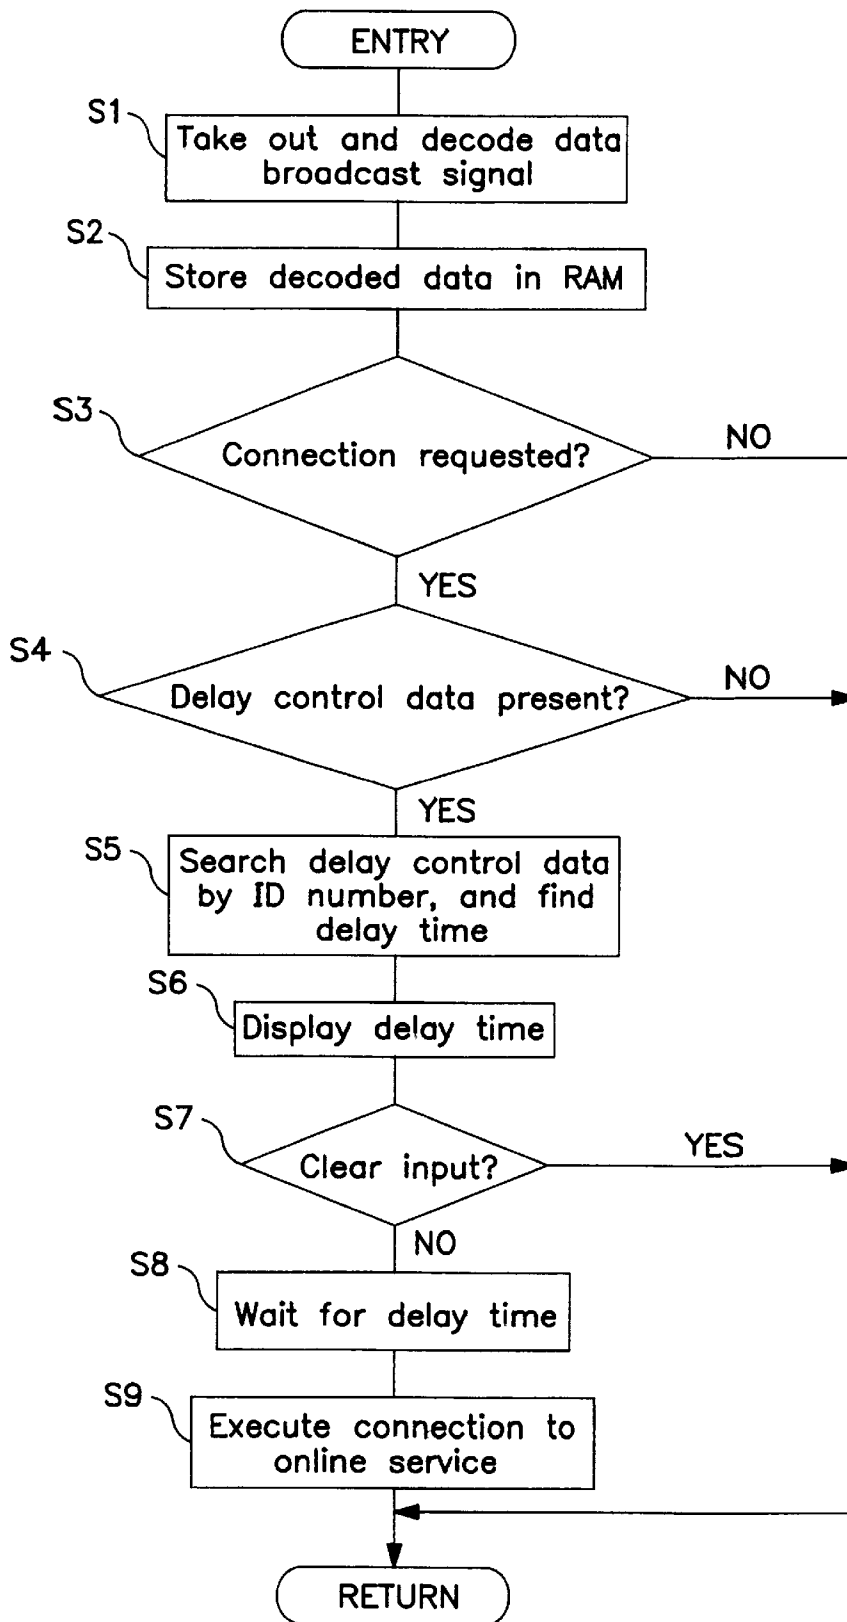 ENTRY
S1
Take out and decode data
broadcast signal
S2
Store decoded data in RAM
S3
Connection requested?
NO
YES
S4
Delay control data present?
NO
YES
S5
Search delay control data
by ID number, and find
delay time
S6
Display delay time
S7
Clear input?
YES
NO
S8
Wait for delay time
S9
Execute connection to
online service
RETURN